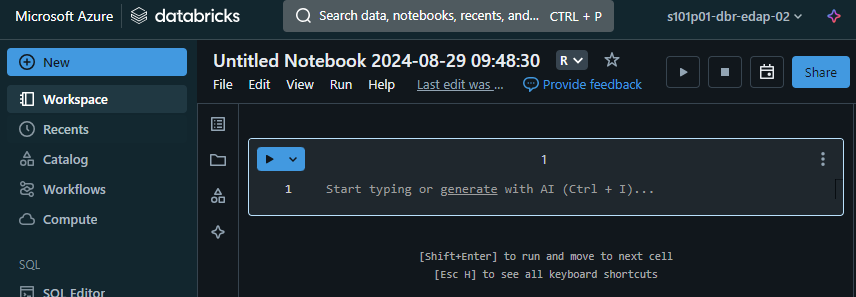 Microsoft Azure databricks Search data, notebooks, recents, and... CTRL + P s101p01-dbr-edap-02
New
Workspace
Recents
Catalog
Workflows
Compute
SQL
SQL Editor
Untitled Notebook 2024-08-29 09:48:30 R
File Edit View Run Help Last edit was ... Provide feedback
Share
1
1 Start typing or generate with AI (Ctrl + I)...
[Shift+Enter] to run and move to next cell
[Esc H] to see all keyboard shortcuts